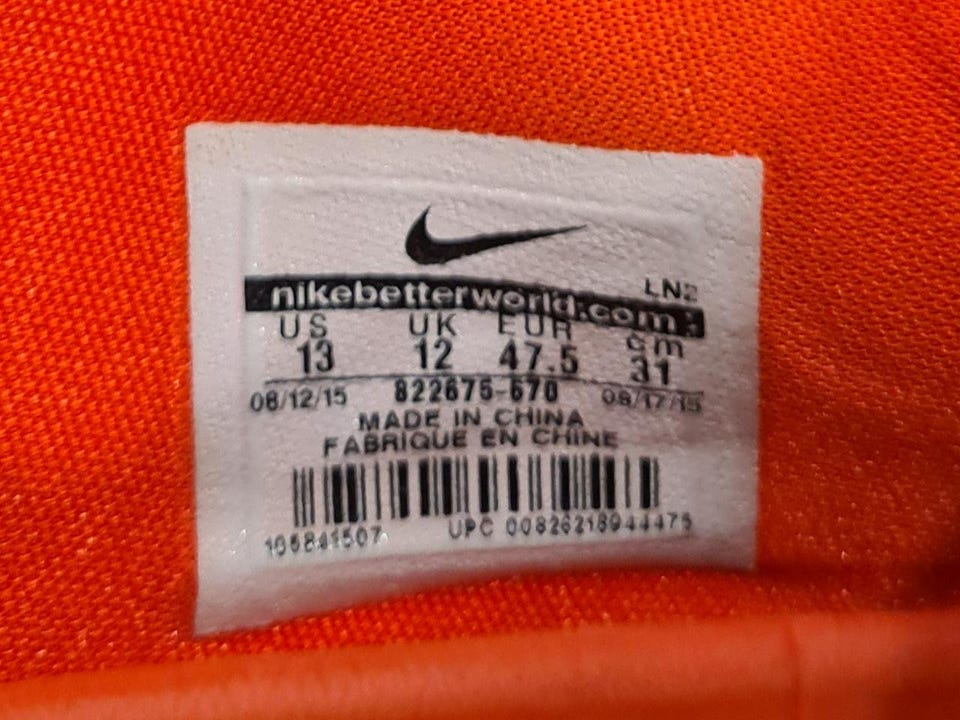 LN2
nikebetterworld.com
US UK EUR cm
13 12 47.5 31
08/12/15 822675-670 08/17/15
MADE IN CHINA
FABRIQUE EN CHINE
105841507 UPC 00826218944475